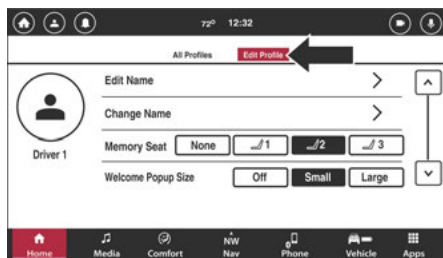 72° 12:32
All Profiles Edit Profile
Edit Name
Change Name
Driver 1
Memory Seat None 1 2 3
Welcome Popup Size Off Small Large
Home Media Comfort NW Nav Phone Vehicle Apps